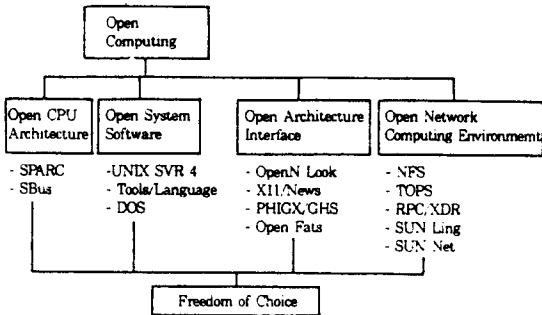 Open
Computing
Open CPU
Architecture
- SPARC
- SBus
Open System
Software
-UNIX SVR 4
- Tools/Language
- DOS
Open Architecture
Interface
- OpenN Look
- X11/News
- PHIGX/GHS
- Open Fats
Open Network
Computing Environemt
- NFS
- TOPS
- RPC/XDR
- SUN Ling
- SUN Net
Freedom of Choice